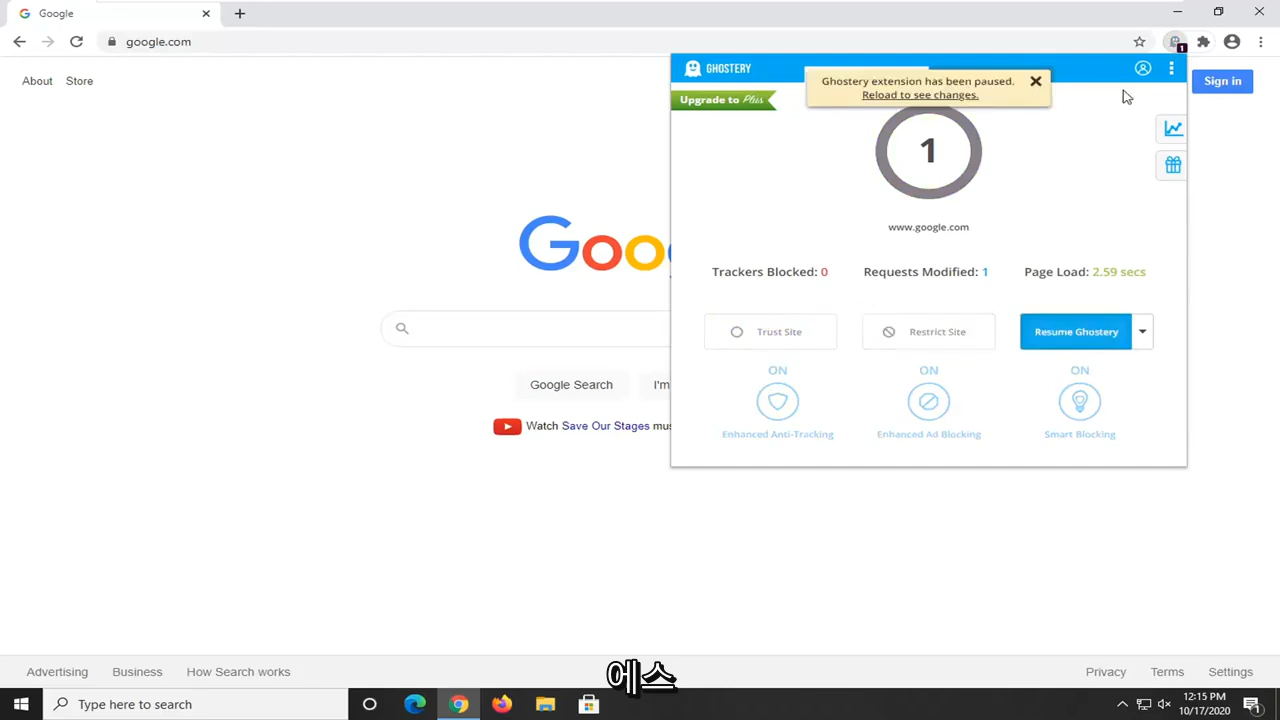 Google
google.com
About
Store
Sign in
GHOSTERY
1
Ghostery extension has been paused.
Reload to see changes.
Upgrade to Plus
1
www.google.com
Trackers Blocked: 0
Requests Modified: 1
Page Load: 2.59 secs
Trust Site
Restrict Site
Resume Ghostery
ON
ON
ON
Enhanced Anti-Tracking
Enhanced Ad Blocking
Smart Blocking
Goo
Google Search
I'm
Watch Save Our Stages mus
Advertising
Business
How Search works
에스
Privacy
Terms
Settings
Type here to search
12:15 PM
10/17/2020
1